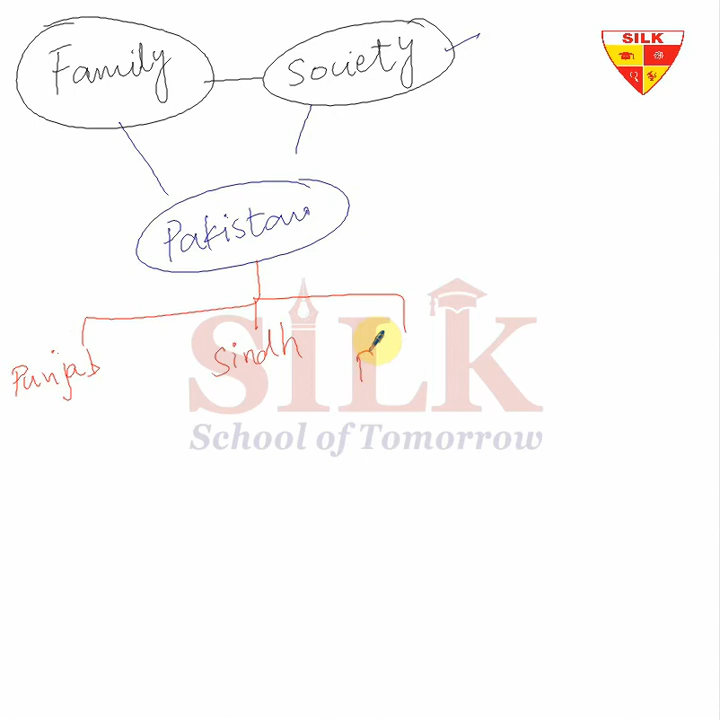 Family
Society
SILK
Pakistan
Punjab
Sindh
SiLK
School of Tomorrow